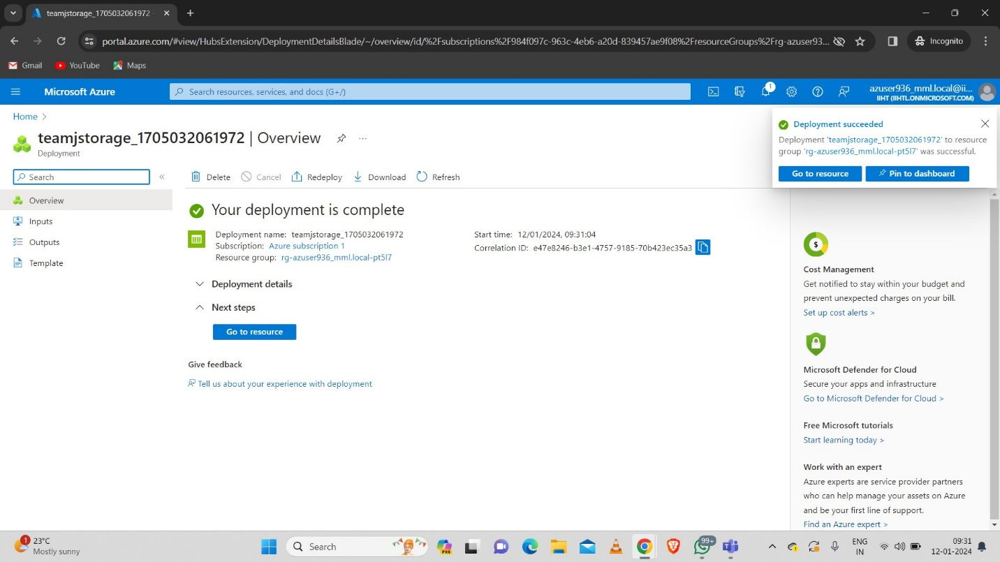 teamjstorage_1705032061972
portal.azure.com/#view/HubsExtension/DeploymentDetailsBlade/~/overview/id/%2Fsubscriptions%2F984f097c-963c-4eb6-a20d-839457ae9f08%2FresourceGroups%2Frg-azuser93...
Incognito
Gmail
YouTube
Maps
Microsoft Azure
Search resources, services, and docs (G+/)
1
azuser936_mml.local@ii...
IIHT (IIHTL.ONMICROSOFT.COM)
Home >
teamjstorage_1705032061972 | Overview
...
Deployment
Deployment succeeded
Deployment 'teamjstorage_1705032061972' to resource
group 'rg-azuser936_mml.local-pt5l7' was successful.
Go to resource
Pin to dashboard
Search
«
Delete
Cancel
Redeploy
Download
Refresh
Overview
Inputs
Outputs
Template
Your deployment is complete
Deployment name: teamjstorage_1705032061972
Subscription: Azure subscription 1
Resource group: rg-azuser936_mml.local-pt5l7
Start time: 12/01/2024, 09:31:04
Correlation ID: e47e8246-b3e1-4757-9185-70b423ec35a3
Deployment details
Next steps
Go to resource
Give feedback
Tell us about your experience with deployment
$
Cost Management
Get notified to stay within your budget and
prevent unexpected charges on your bill.
Set up cost alerts >
Microsoft Defender for Cloud
Secure your apps and infrastructure
Go to Microsoft Defender for Cloud >
Free Microsoft tutorials
Start learning today >
Work with an expert
Azure experts are service provider partners
who can help manage your assets on Azure
and be your first line of support.
Find an Azure expert >
1
23°C
Mostly sunny
Search
PRE
99+
ENG
IN
09:31
12-01-2024